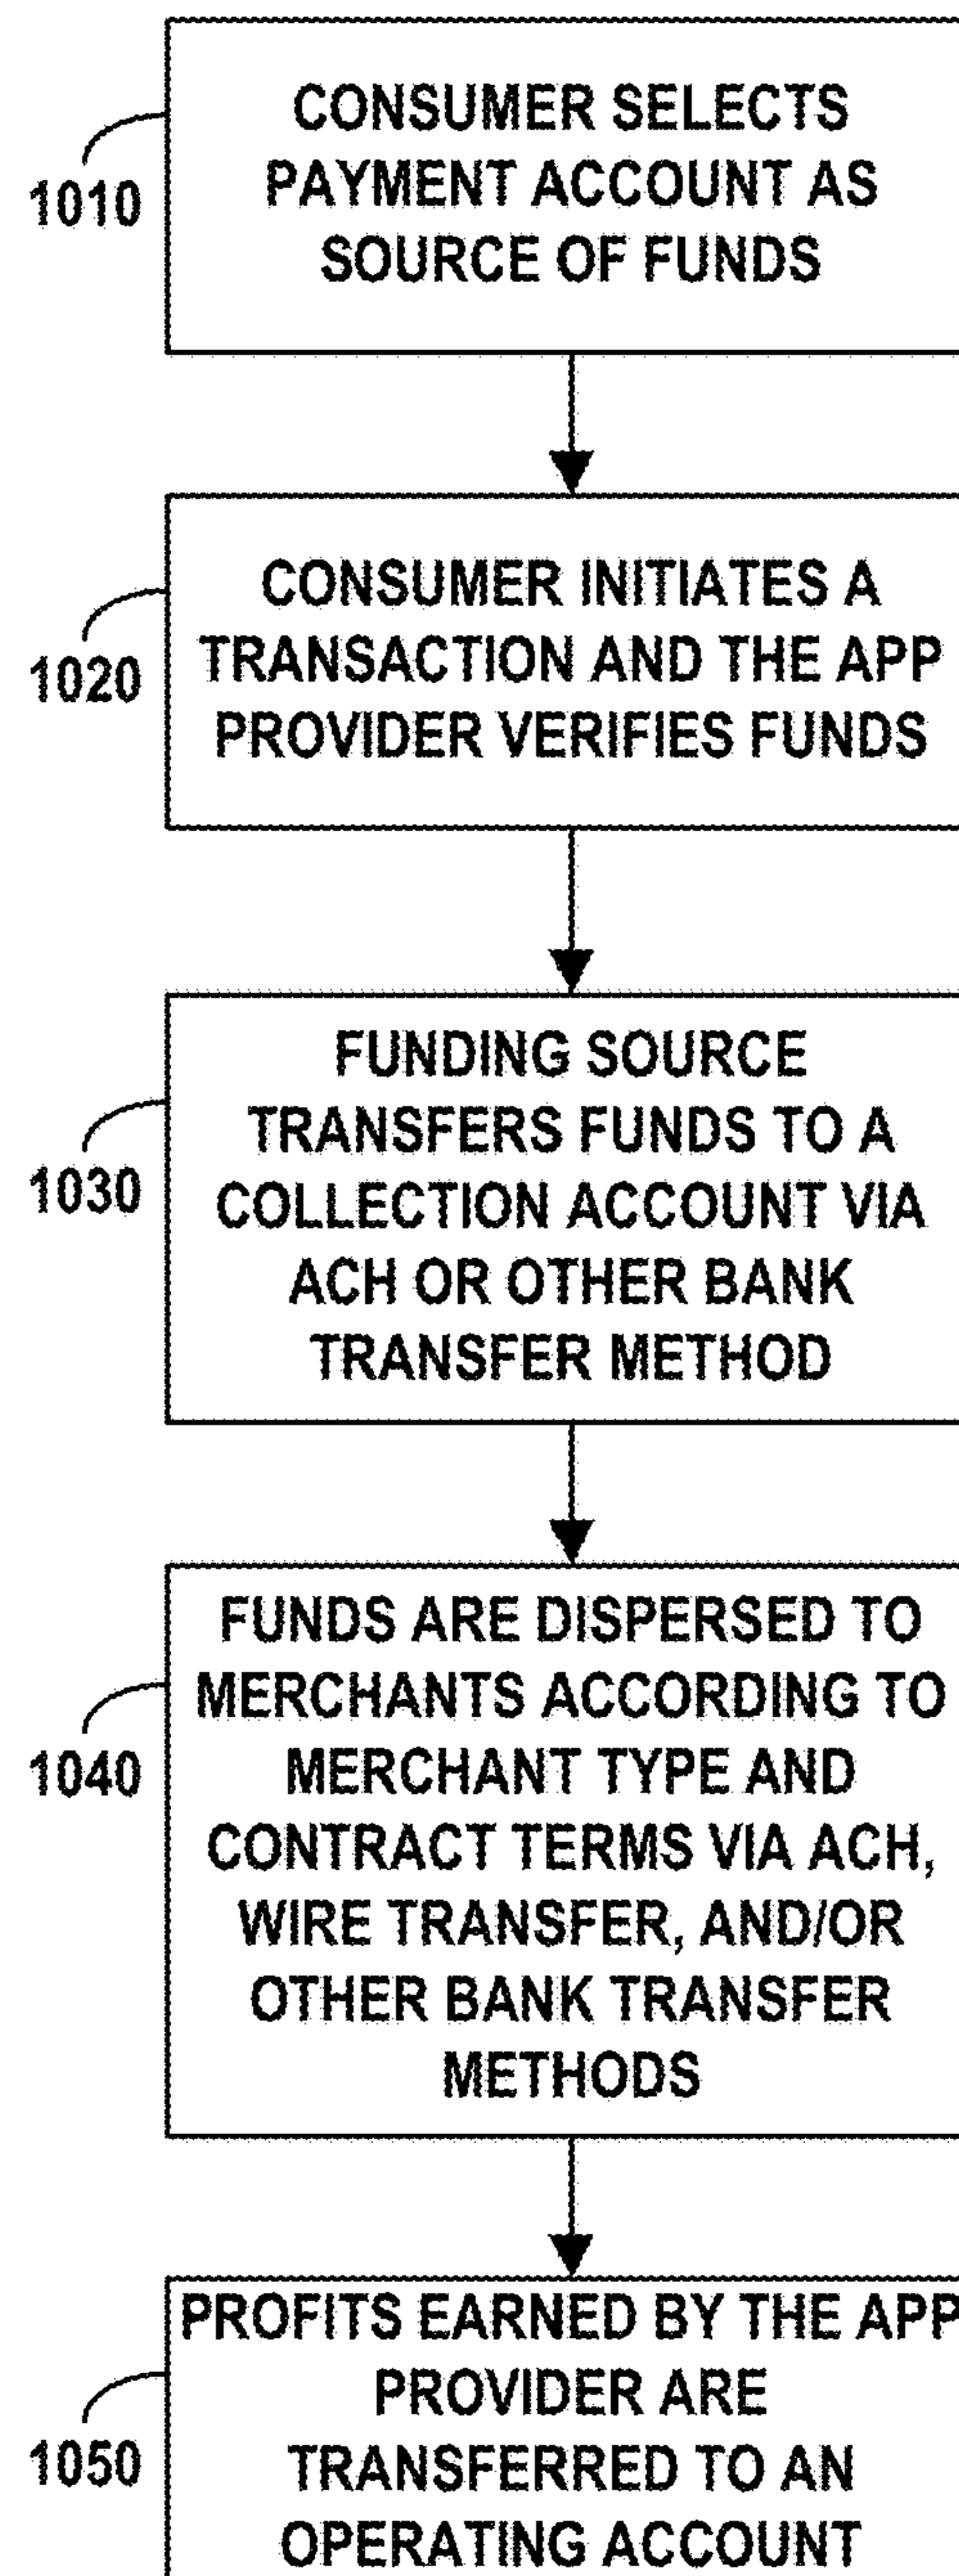 CONSUMER SELECTS
PAYMENT ACCOUNT AS
SOURCE OF FUNDS
1010
CONSUMER INITIATES A
TRANSACTION AND THE APP
PROVIDER VERIFIES FUNDS
1020
FUNDING SOURCE
TRANSFERS FUNDS TO A
COLLECTION ACCOUNT VIA
ACH OR OTHER BANK
TRANSFER METHOD
1030
FUNDS ARE DISPERSED TO
MERCHANTS ACCORDING TO
MERCHANT TYPE AND
CONTRACT TERMS VIA ACH,
WIRE TRANSFER, AND/OR
OTHER BANK TRANSFER
METHODS
1040
PROFITS EARNED BY THE APP
PROVIDER ARE
TRANSFERRED TO AN
OPERATING ACCOUNT
1050